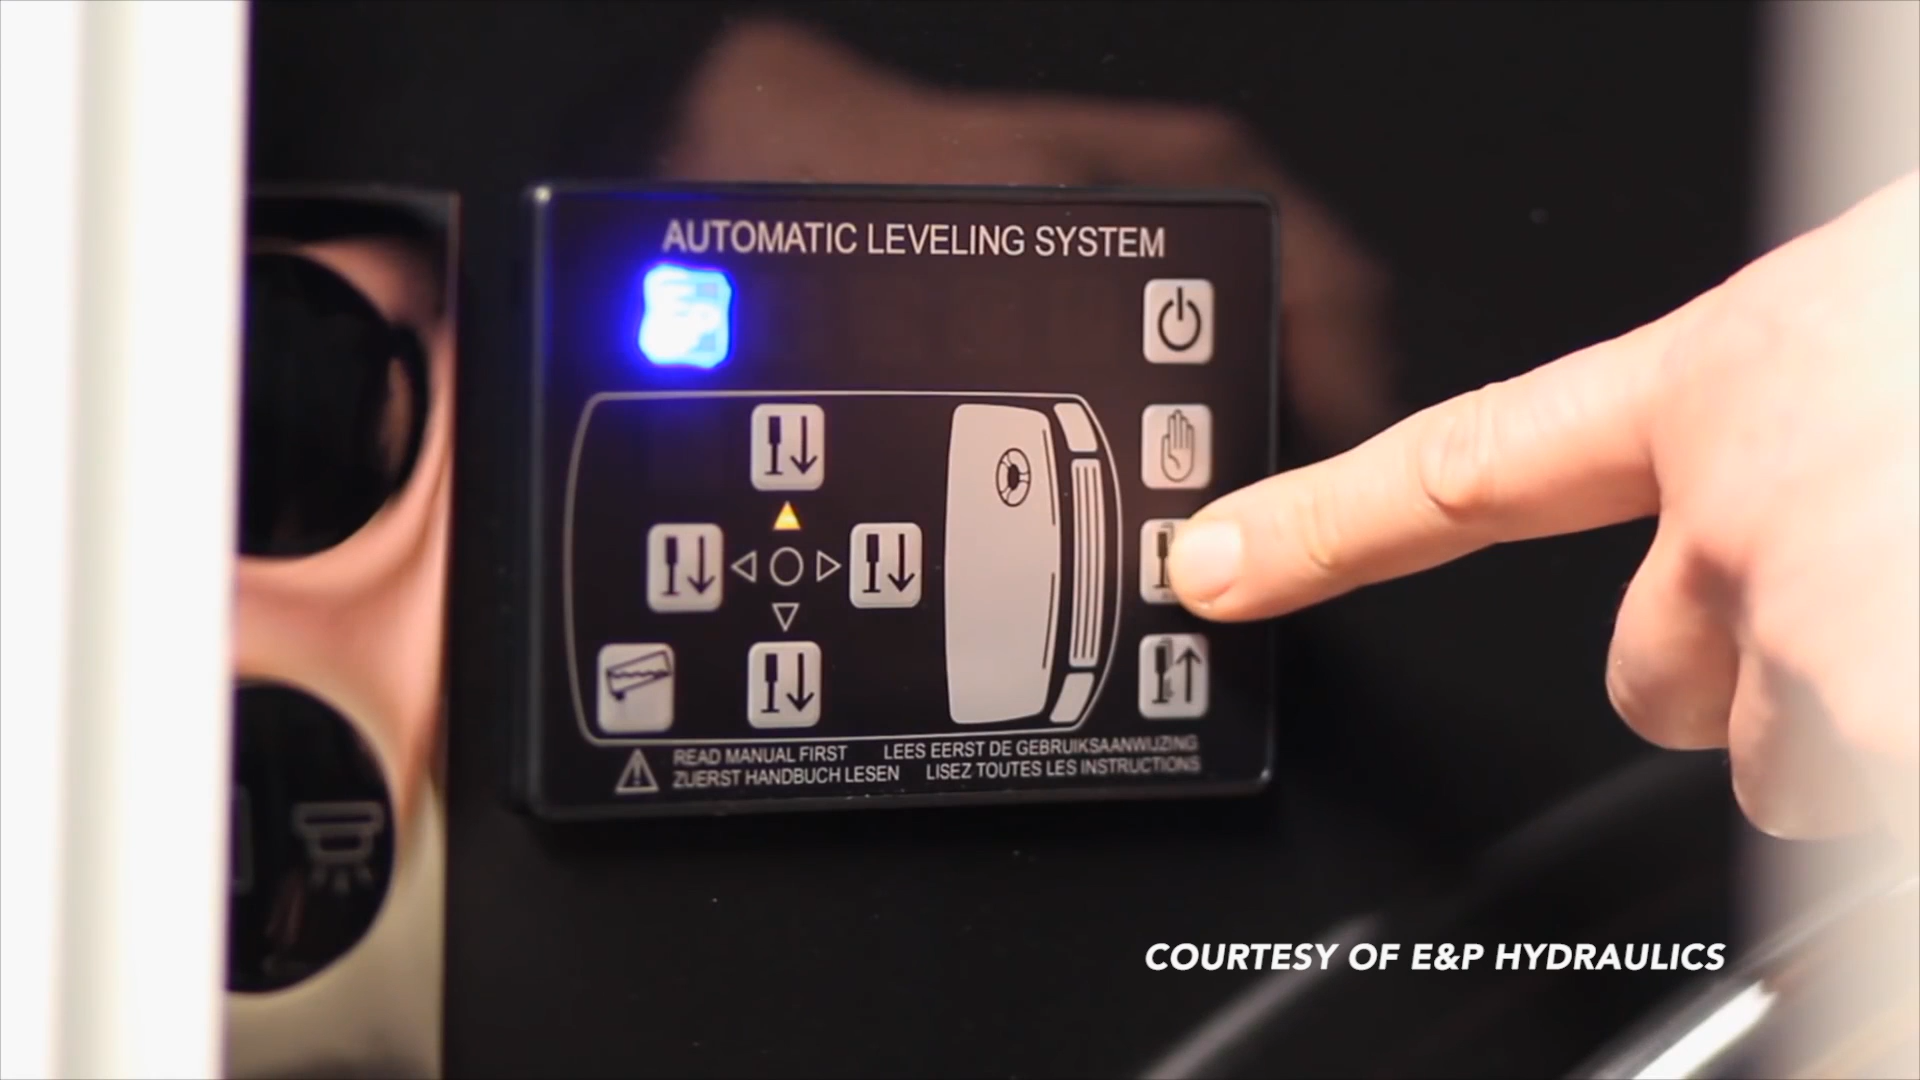 AUTOMATIC LEVELING SYSTEM
READ MANUAL FIRST LEES EERST DE GEBRUIKSAANWIJZING
ZUERST HANDBUCH LESEN LISEZ TOUTES LES INSTRUCTIONS
COURTESY OF E&P HYDRAULICS